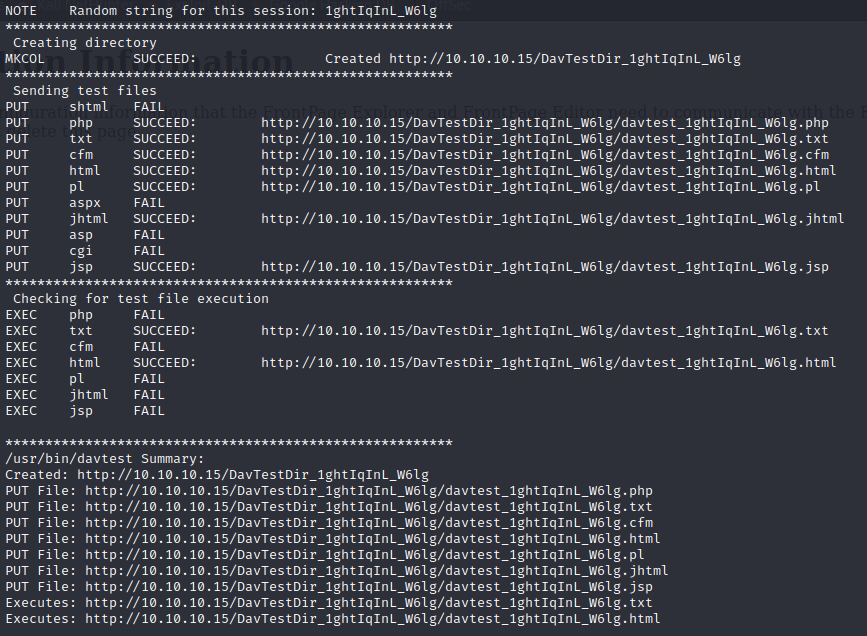 NOTE    Random string for this session: 1ghtIqInL_W6lg
********************************************************
 Creating directory
MKCOL           SUCCEED:                Created http://10.10.10.15/DavTestDir_1ghtIqInL_W6lg
********************************************************
 Sending test files
PUT     shtml   FAIL
PUT     php     SUCCEED:        http://10.10.10.15/DavTestDir_1ghtIqInL_W6lg/davtest_1ghtIqInL_W6lg.php
PUT     txt     SUCCEED:        http://10.10.10.15/DavTestDir_1ghtIqInL_W6lg/davtest_1ghtIqInL_W6lg.txt
PUT     cfm     SUCCEED:        http://10.10.10.15/DavTestDir_1ghtIqInL_W6lg/davtest_1ghtIqInL_W6lg.cfm
PUT     html    SUCCEED:        http://10.10.10.15/DavTestDir_1ghtIqInL_W6lg/davtest_1ghtIqInL_W6lg.html
PUT     pl      SUCCEED:        http://10.10.10.15/DavTestDir_1ghtIqInL_W6lg/davtest_1ghtIqInL_W6lg.pl
PUT     aspx    FAIL
PUT     jhtml   SUCCEED:        http://10.10.10.15/DavTestDir_1ghtIqInL_W6lg/davtest_1ghtIqInL_W6lg.jhtml
PUT     asp     FAIL
PUT     cgi     FAIL
PUT     jsp     SUCCEED:        http://10.10.10.15/DavTestDir_1ghtIqInL_W6lg/davtest_1ghtIqInL_W6lg.jsp
********************************************************
 Checking for test file execution
EXEC    php     FAIL
EXEC    txt     SUCCEED:        http://10.10.10.15/DavTestDir_1ghtIqInL_W6lg/davtest_1ghtIqInL_W6lg.txt
EXEC    cfm     FAIL
EXEC    html    SUCCEED:        http://10.10.10.15/DavTestDir_1ghtIqInL_W6lg/davtest_1ghtIqInL_W6lg.html
EXEC    pl      FAIL
EXEC    jhtml   FAIL
EXEC    jsp     FAIL
********************************************************
/usr/bin/davtest Summary:
Created: http://10.10.10.15/DavTestDir_1ghtIqInL_W6lg
PUT File: http://10.10.10.15/DavTestDir_1ghtIqInL_W6lg/davtest_1ghtIqInL_W6lg.php
PUT File: http://10.10.10.15/DavTestDir_1ghtIqInL_W6lg/davtest_1ghtIqInL_W6lg.txt
PUT File: http://10.10.10.15/DavTestDir_1ghtIqInL_W6lg/davtest_1ghtIqInL_W6lg.cfm
PUT File: http://10.10.10.15/DavTestDir_1ghtIqInL_W6lg/davtest_1ghtIqInL_W6lg.html
PUT File: http://10.10.10.15/DavTestDir_1ghtIqInL_W6lg/davtest_1ghtIqInL_W6lg.pl
PUT File: http://10.10.10.15/DavTestDir_1ghtIqInL_W6lg/davtest_1ghtIqInL_W6lg.jhtml
PUT File: http://10.10.10.15/DavTestDir_1ghtIqInL_W6lg/davtest_1ghtIqInL_W6lg.jsp
Executes: http://10.10.10.15/DavTestDir_1ghtIqInL_W6lg/davtest_1ghtIqInL_W6lg.txt
Executes: http://10.10.10.15/DavTestDir_1ghtIqInL_W6lg/davtest_1ghtIqInL_W6lg.html